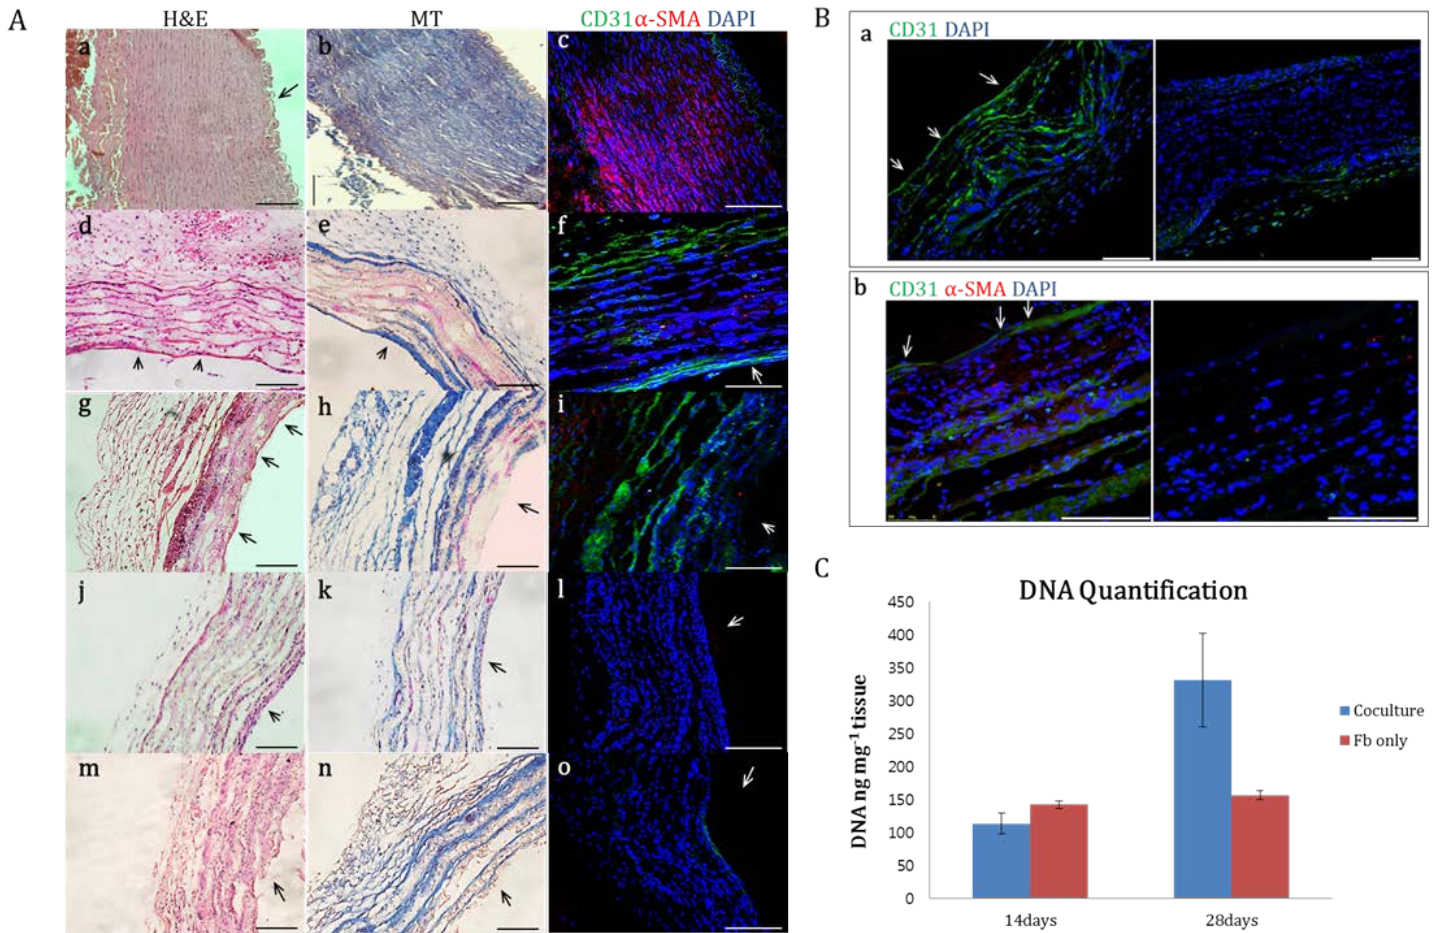 A
H&E MT CD31 α-SMA DAPI
a b c
d e f
g h i
j k l
m n o
B
a CD31 DAPI
b CD31 α-SMA DAPI
C
DNA Quantification
DNA ng mg⁻¹ tissue
450
400
350
300
250
200
150
100
50
0
14days 28days
Coculture
Fb only